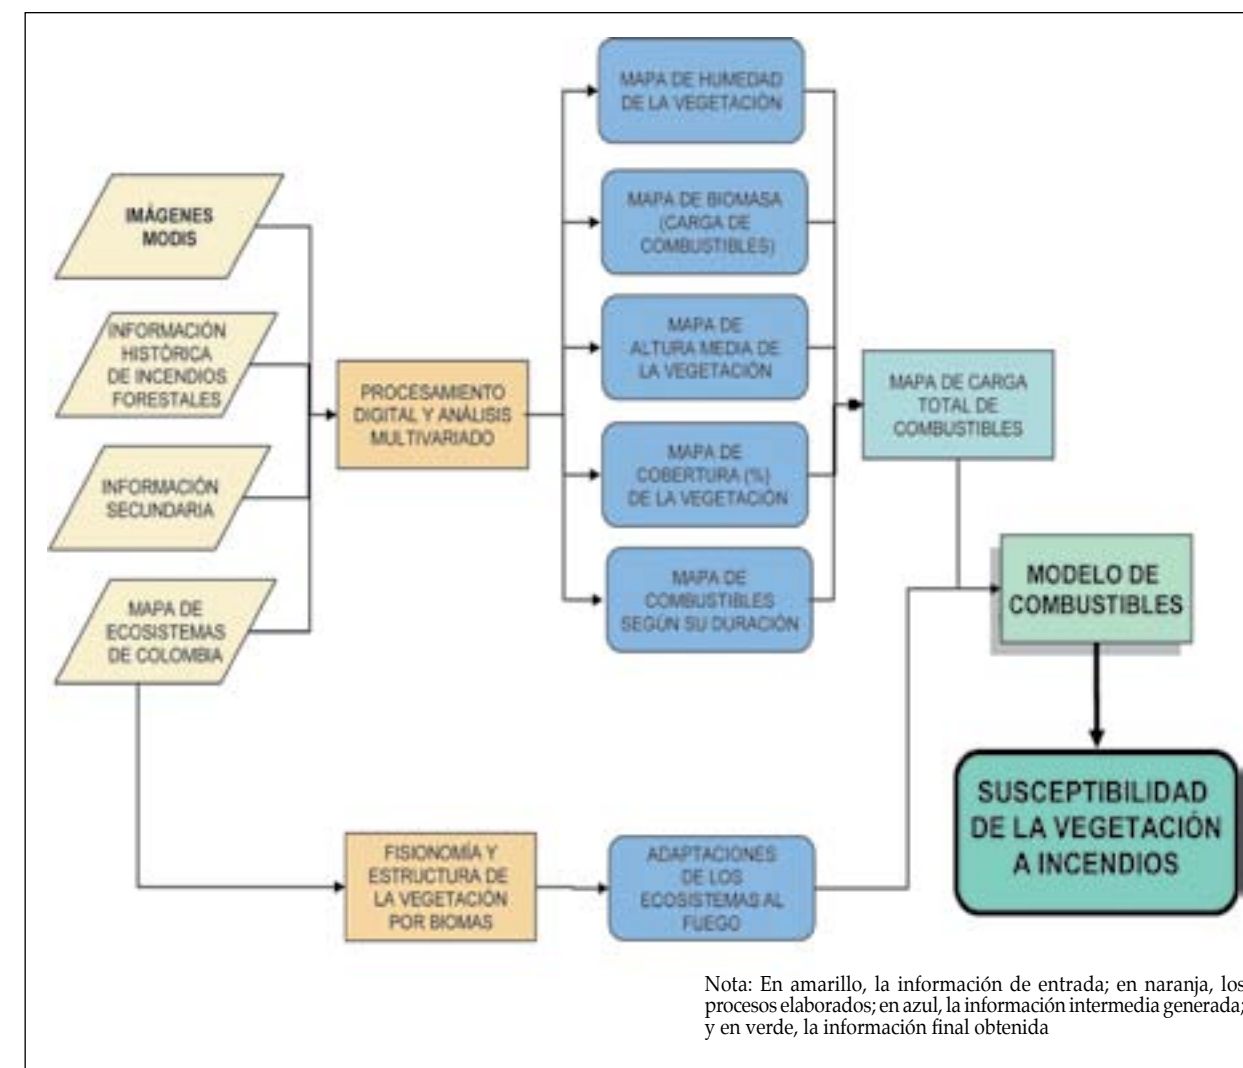 IMÁGENES
MODIS
INFORMACIÓN
HISTÓRICA
DE INCENDIOS
FORESTALES
INFORMACIÓN
SECUNDARIA
MAPA DE
ECOSISTEMAS
DE COLOMBIA
PROCESAMIENTO
DIGITAL Y ANÁLISIS
MULTIVARIADO
MAPA DE HUMEDAD
DE LA VEGETACIÓN
MAPA DE BIOMASA
(CARGA DE
COMBUSTIBLES)
MAPA DE
ALTURA MEDIA DE
LA VEGETACIÓN
MAPA DE
COBERTURA (%)
DE LA VEGETACIÓN
MAPA DE
COMBUSTIBLES
SEGÚN SU DURACIÓN
MAPA DE CARGA
TOTAL DE
COMBUSTIBLES
MODELO DE
COMBUSTIBLES
SUSCEPTIBILIDAD
DE LA VEGETACIÓN
A INCENDIOS
FISIONOMÍA Y
ESTRUCTURA DE
LA VEGETACIÓN
POR BIOMAS
ADAPTACIONES
DE LOS
ECOSISTEMAS AL
FUEGO
Nota: En amarillo, la información de entrada; en naranja, los
procesos elaborados; en azul, la información intermedia generada;
y en verde, la información final obtenida